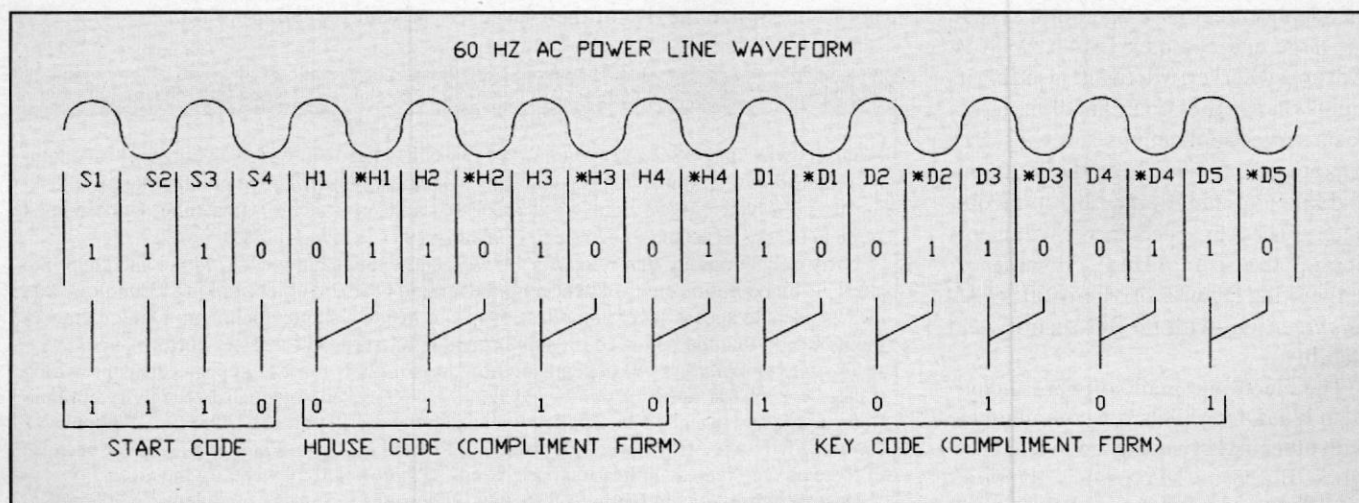 60 HZ AC POWER LINE WAVEFORM
S1 S2 S3 S4 H1 *H1 H2 *H2 H3 *H3 H4 *H4 D1 *D1 D2 *D2 D3 *D3 D4 *D4 D5 *D5
1 1 1 0 0 1 1 0 1 0 0 1 1 0 0 1 1 0 0 1 1 0
1 1 1 0 0 1 1 0 1 0 1 0 1
START CODE HOUSE CODE (COMPLIMENT FORM) KEY CODE (COMPLIMENT FORM)